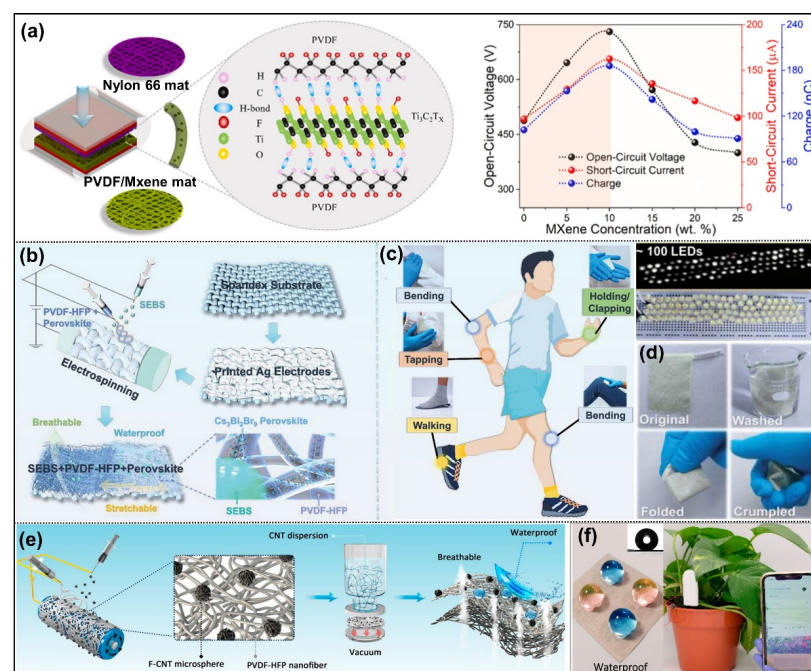 (a)
Nylon 66 mat
PVDF/Mxene mat
PVDF
H
C
H-bond
F
Ti
O
Ti₃C₂Tₓ
PVDF
Open-Circuit Voltage (V)
750
600
450
300
Open-Circuit Voltage
Short-Circuit Current
Charge
0 5 10 15 20 25
MXene Concentration (wt. %)
200
160
120
80
40
0
Short-Circuit Current (μA)
240
180
120
60
0
Charge (nC)
(b)
SEBS
PVDF-HFP +
Perovskite
Electrospinning
Spandex Substrate
Printed Ag Electrodes
Breathable
Waterproof
Cs₃Bi₂Br₉ Perovskite
SEBS+PVDF-HFP+Perovskite
Stretchable
SEBS
PVDF-HFP
(c)
Bending
Tapping
Walking
Holding/
Clapping
Bending
~ 100 LEDs
(d)
Original
Washed
Folded
Crumpled
(e)
F-CNT microsphere
PVDF-HFP nanofiber
CNT dispersion
Vacuum
Breathable
Waterproof
(f)
Waterproof